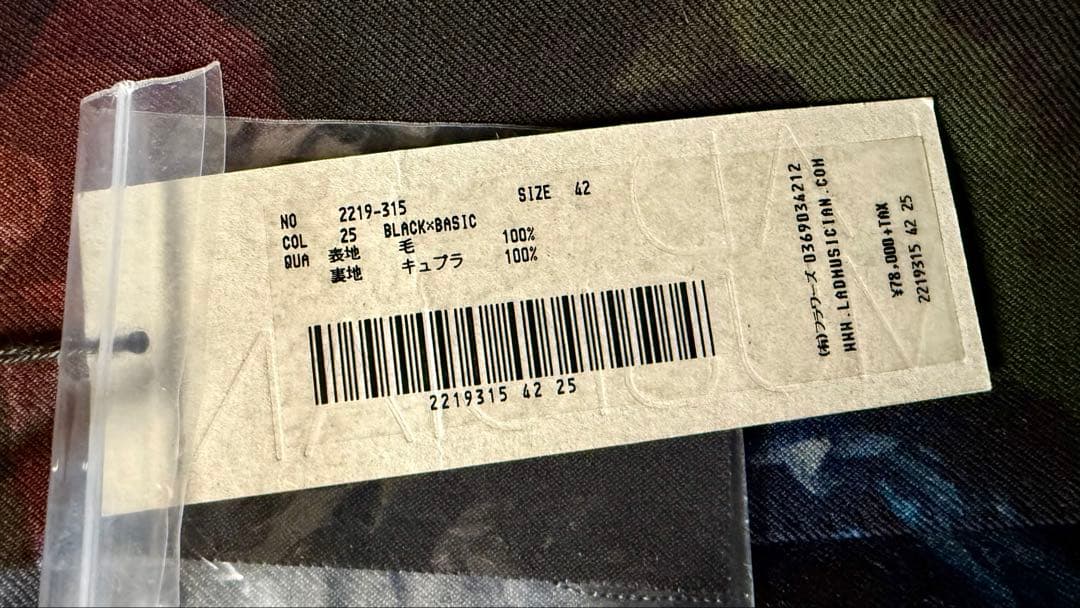 NO 2219-315 SIZE 42
COL 25 BLACK×BASIC
QUA 表地 毛 100%
裏地 キュプラ 100%
2219315 42 25
(有)フラワーズ 0369034212
WWW.LADMUSICIAN.COM
¥78,000+TAX
2219315 42 25
LAD
MUSICIAN